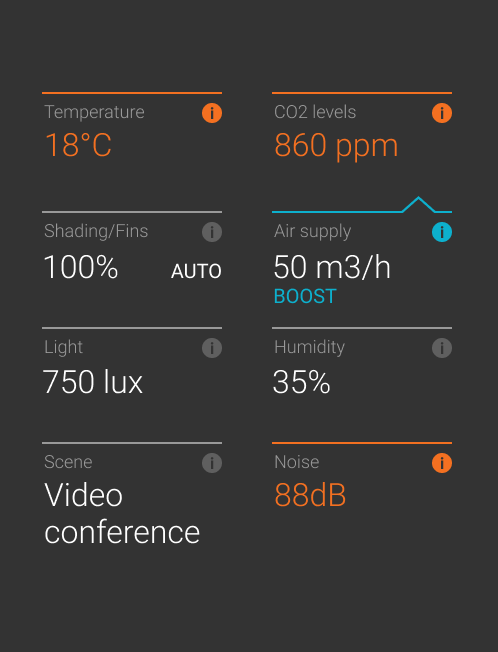 Temperature
18°C
CO2 levels
860 ppm
Shading/Fins
100% AUTO
Air supply
50 m3/h
BOOST
Light
750 lux
Humidity
35%
Scene
Video
conference
Noise
88dB